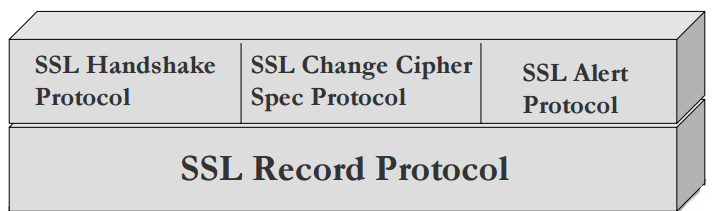 SSL Handshake
Protocol
SSL Change Cipher
Spec Protocol
SSL Alert
Protocol
SSL Record Protocol